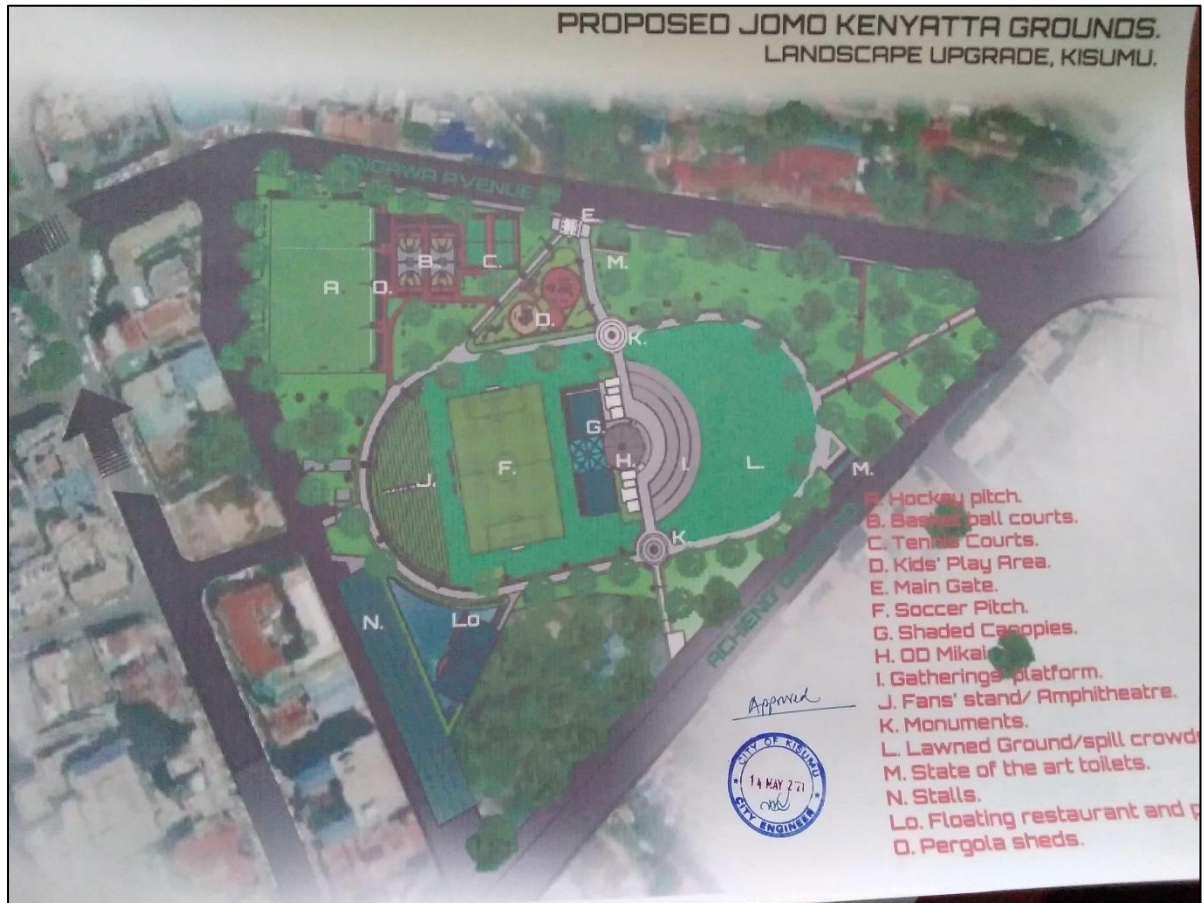 PROPOSED JOMO KENYATTA GROUNDS.
LANDSCAPE UPGRADE, KISUMU.
AVENUE
E.
B
C.
M.
A
O.
D.
K.
G.
H.
I.
L.
J.
F.
M.
K
N.
Lo
ACHIENG
A. Hockey pitch.
B. Basketball courts.
C. Tennis Courts.
D. Kids' Play Area.
E. Main Gate.
F. Soccer Pitch.
G. Shaded Canopies.
H. OD Mikai
I. Gatherings' platform.
J. Fans' stand/ Amphitheatre.
K. Monuments.
L. Lawned Ground/spill crowd
M. State of the art toilets.
N. Stalls.
Lo. Floating restaurant and
O. Pergola sheds.
Approved
CITY OF KISUMU
14 MAY
CITY ENGINEER